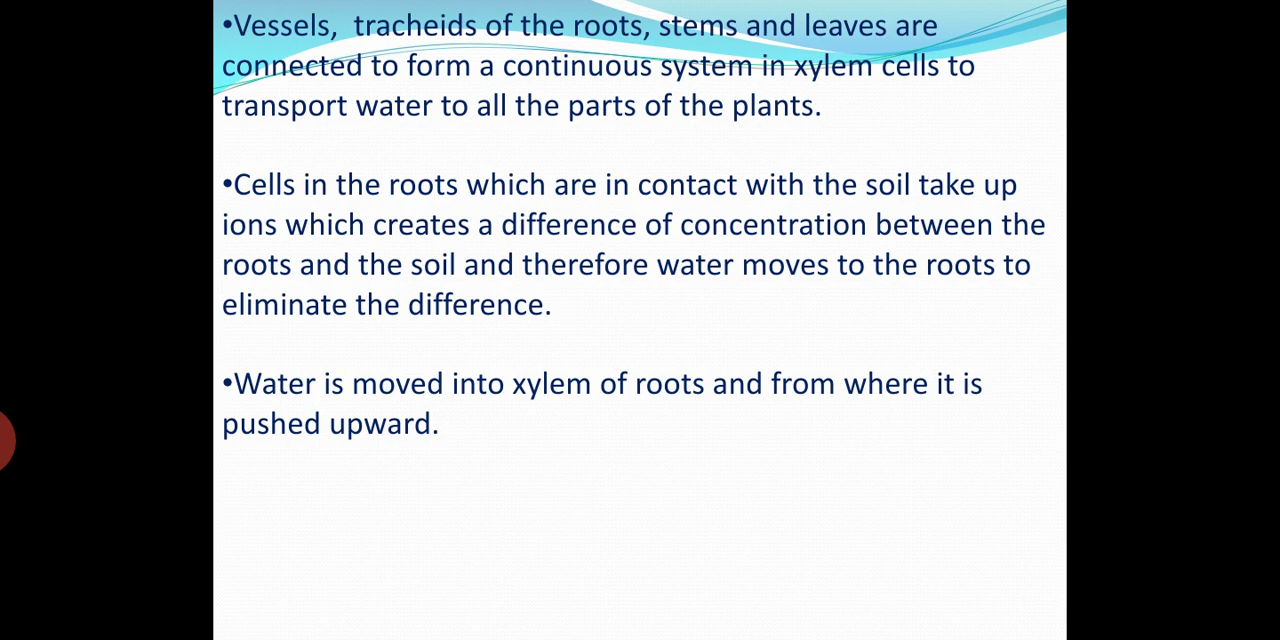 •Vessels,  tracheids of the roots, stems and leaves are
connected to form a continuous system in xylem cells to
transport water to all the parts of the plants.
•Cells in the roots which are in contact with the soil take up
ions which creates a difference of concentration between the
roots and the soil and therefore water moves to the roots to
eliminate the difference.
•Water is moved into xylem of roots and from where it is
pushed upward.